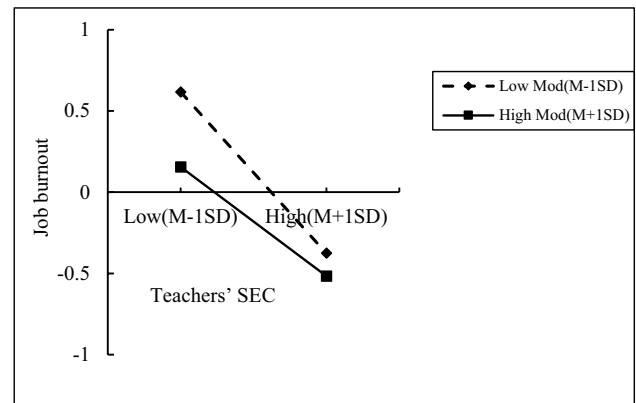 1
0.5
0
-0.5
-1
Job burnout
Low(M-1SD)
High(M+1SD)
Teachers’ SEC
Low Mod(M-1SD)
High Mod(M+1SD)